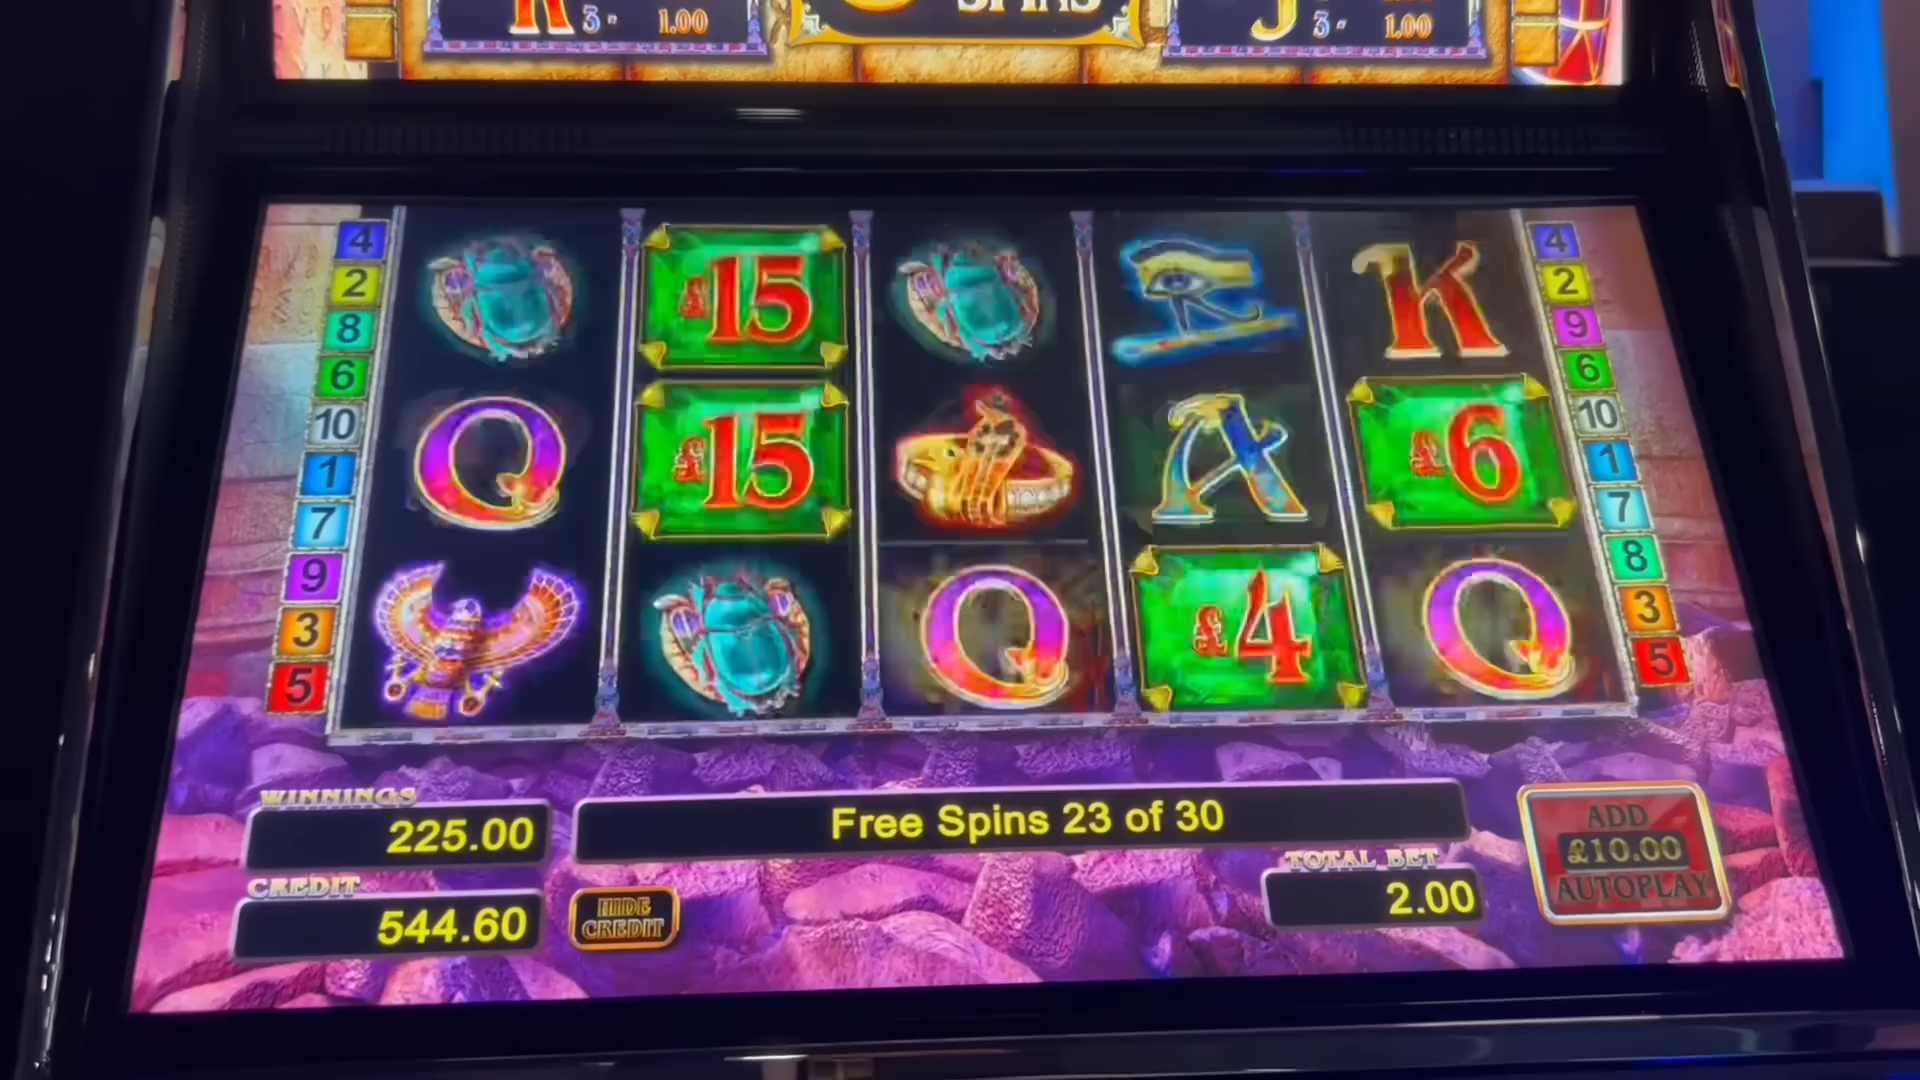 K 3- 1.00
SPINS
J 3- 1.00
4
2
8
6
10
1
7
9
3
5
£15
K
Q
£15
A
£6
Q
£4
Q
4
2
9
6
10
1
7
8
3
5
WINNINGS
225.00
Free Spins 23 of 30
CREDIT
544.60
HIDE
CREDIT
TOTAL BET
2.00
ADD
£10.00
AUTOPLAY